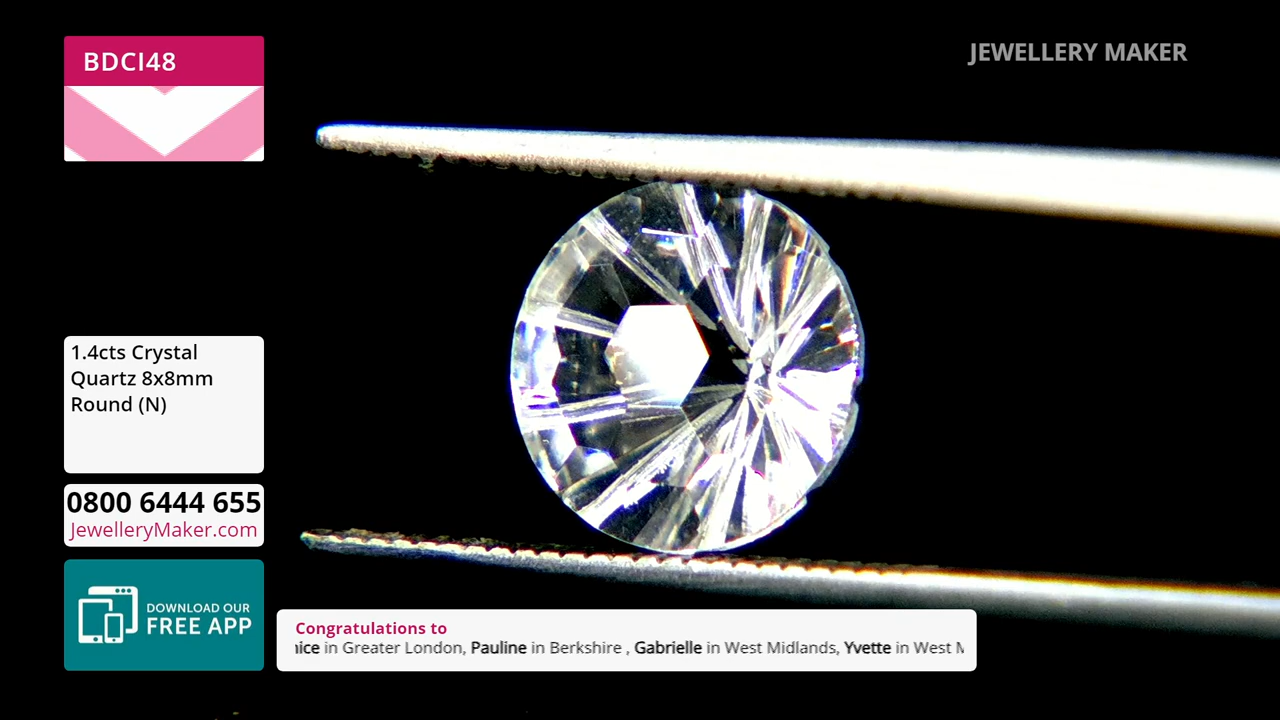 BDCI48
JEWELLERY MAKER
1.4cts Crystal
Quartz 8x8mm
Round (N)
0800 6444 655
JewelleryMaker.com
DOWNLOAD OUR
FREE APP
Congratulations to
in Greater London, Pauline in Berkshire , Gabrielle in West Midlands, Yvette in West